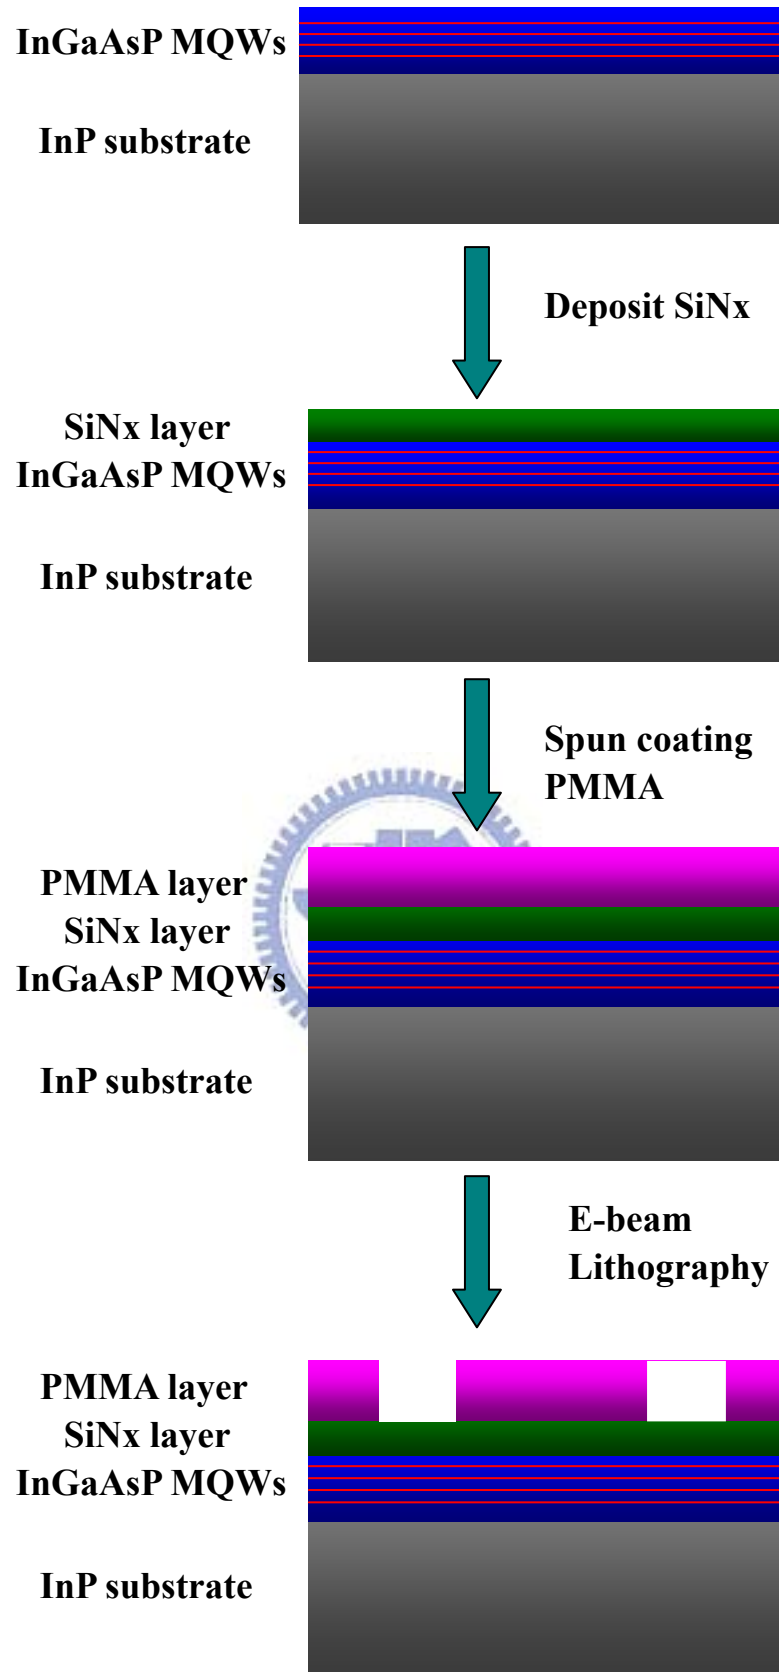 InGaAsP MQWs
InP substrate
Deposit SiNx
SiNx layer
InGaAsP MQWs
InP substrate
Spun coating
PMMA
PMMA layer
SiNx layer
InGaAsP MQWs
InP substrate
E-beam
Lithography
PMMA layer
SiNx layer
InGaAsP MQWs
InP substrate